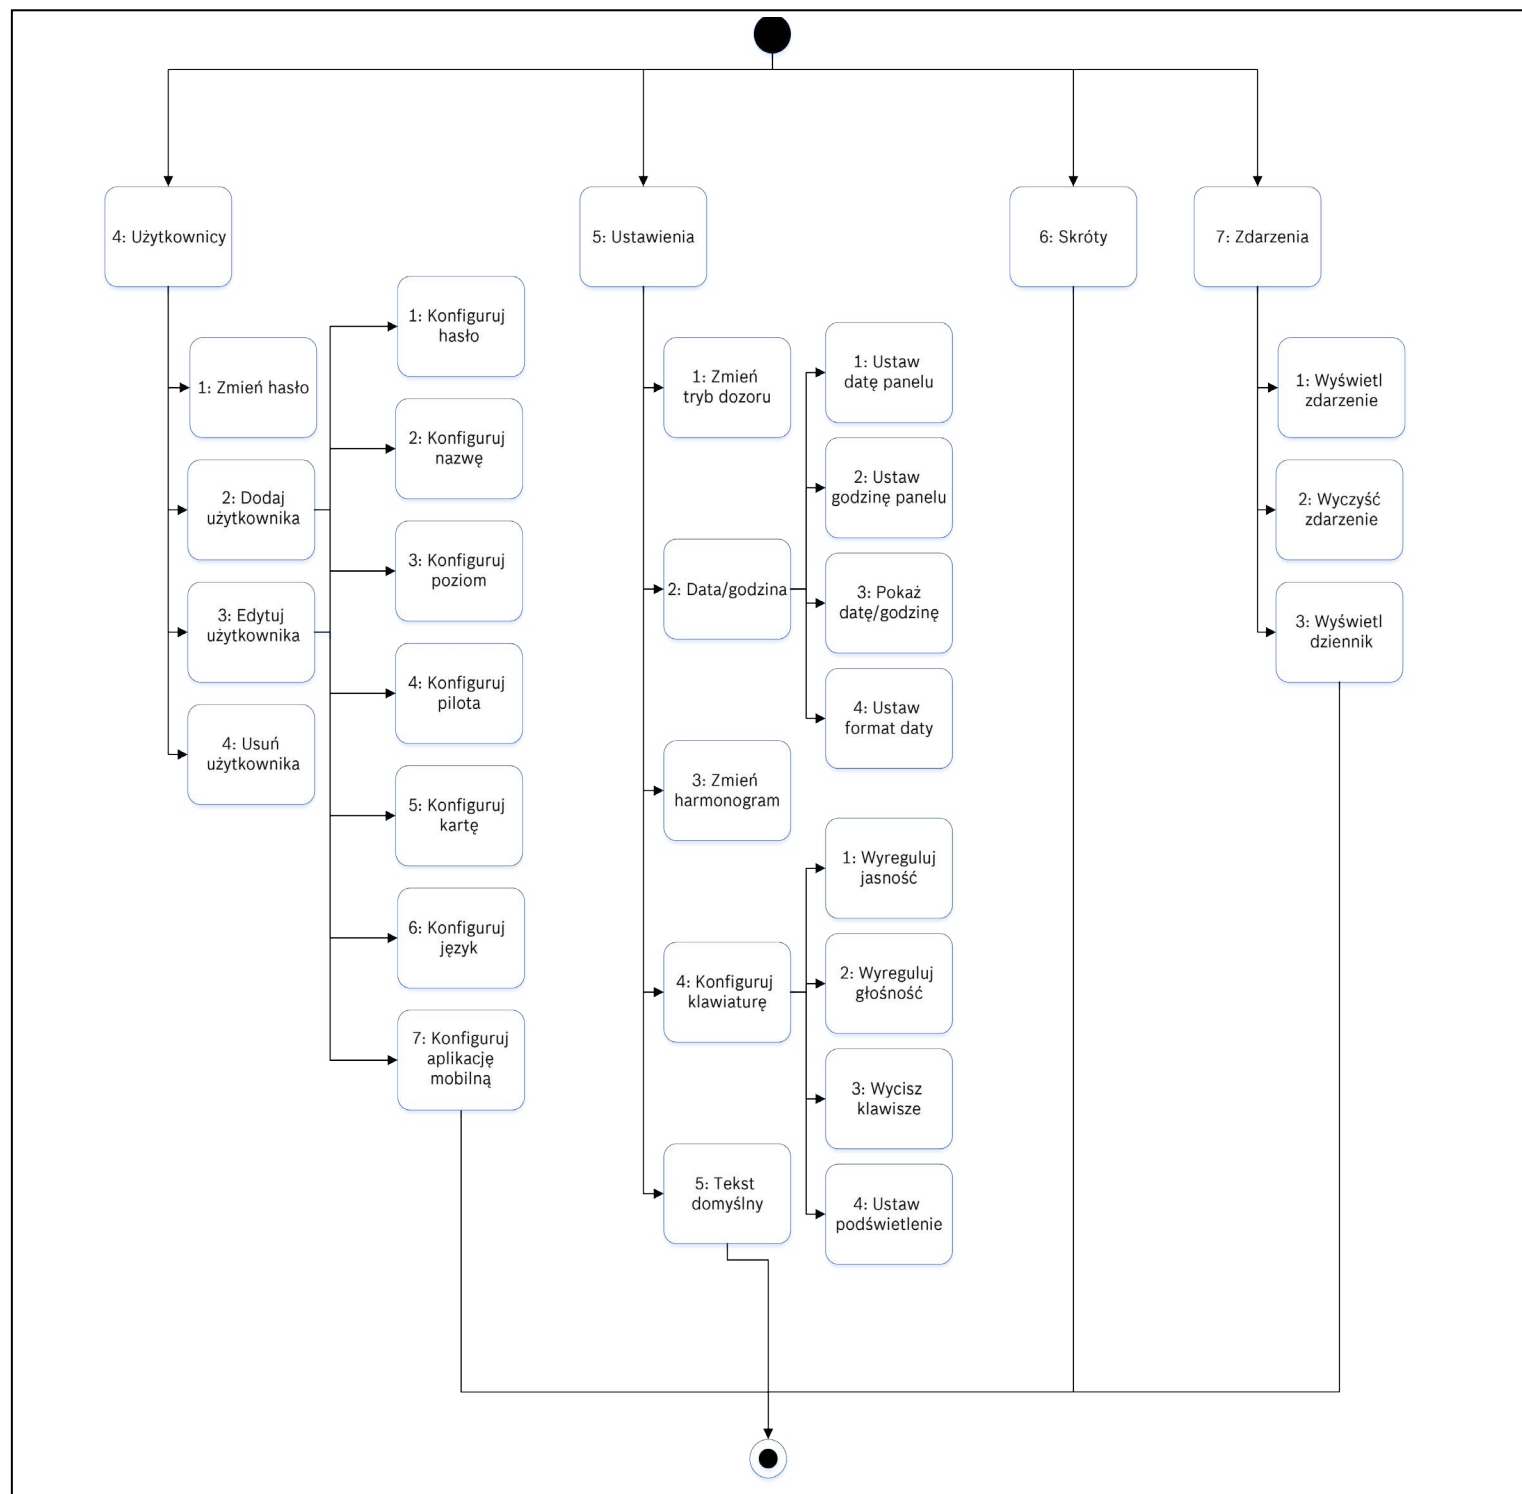 4: Użytkownicy
5: Ustawienia
6: Skróty
7: Zdarzenia
1: Zmień hasło
2: Dodaj
użytkownika
3: Edytuj
użytkownika
4: Usuń
użytkownika
1: Konfiguruj
hasło
2: Konfiguruj
nazwę
3: Konfiguruj
poziom
4: Konfiguruj
pilota
5: Konfiguruj
kartę
6: Konfiguruj
język
7: Konfiguruj
aplikację
mobilną
1: Zmień
tryb dozoru
2: Data/godzina
3: Zmień
harmonogram
4: Konfiguruj
klawiaturę
5: Tekst
domyślny
1: Ustaw
datę panelu
2: Ustaw
godzinę panelu
3: Pokaż
datę/godzinę
4: Ustaw
format daty
1: Wyreguluj
jasność
2: Wyreguluj
głośność
3: Wycisz
klawisze
4: Ustaw
podświetlenie
1: Wyświetl
zdarzenie
2: Wyczyść
zdarzenie
3: Wyświetl
dziennik